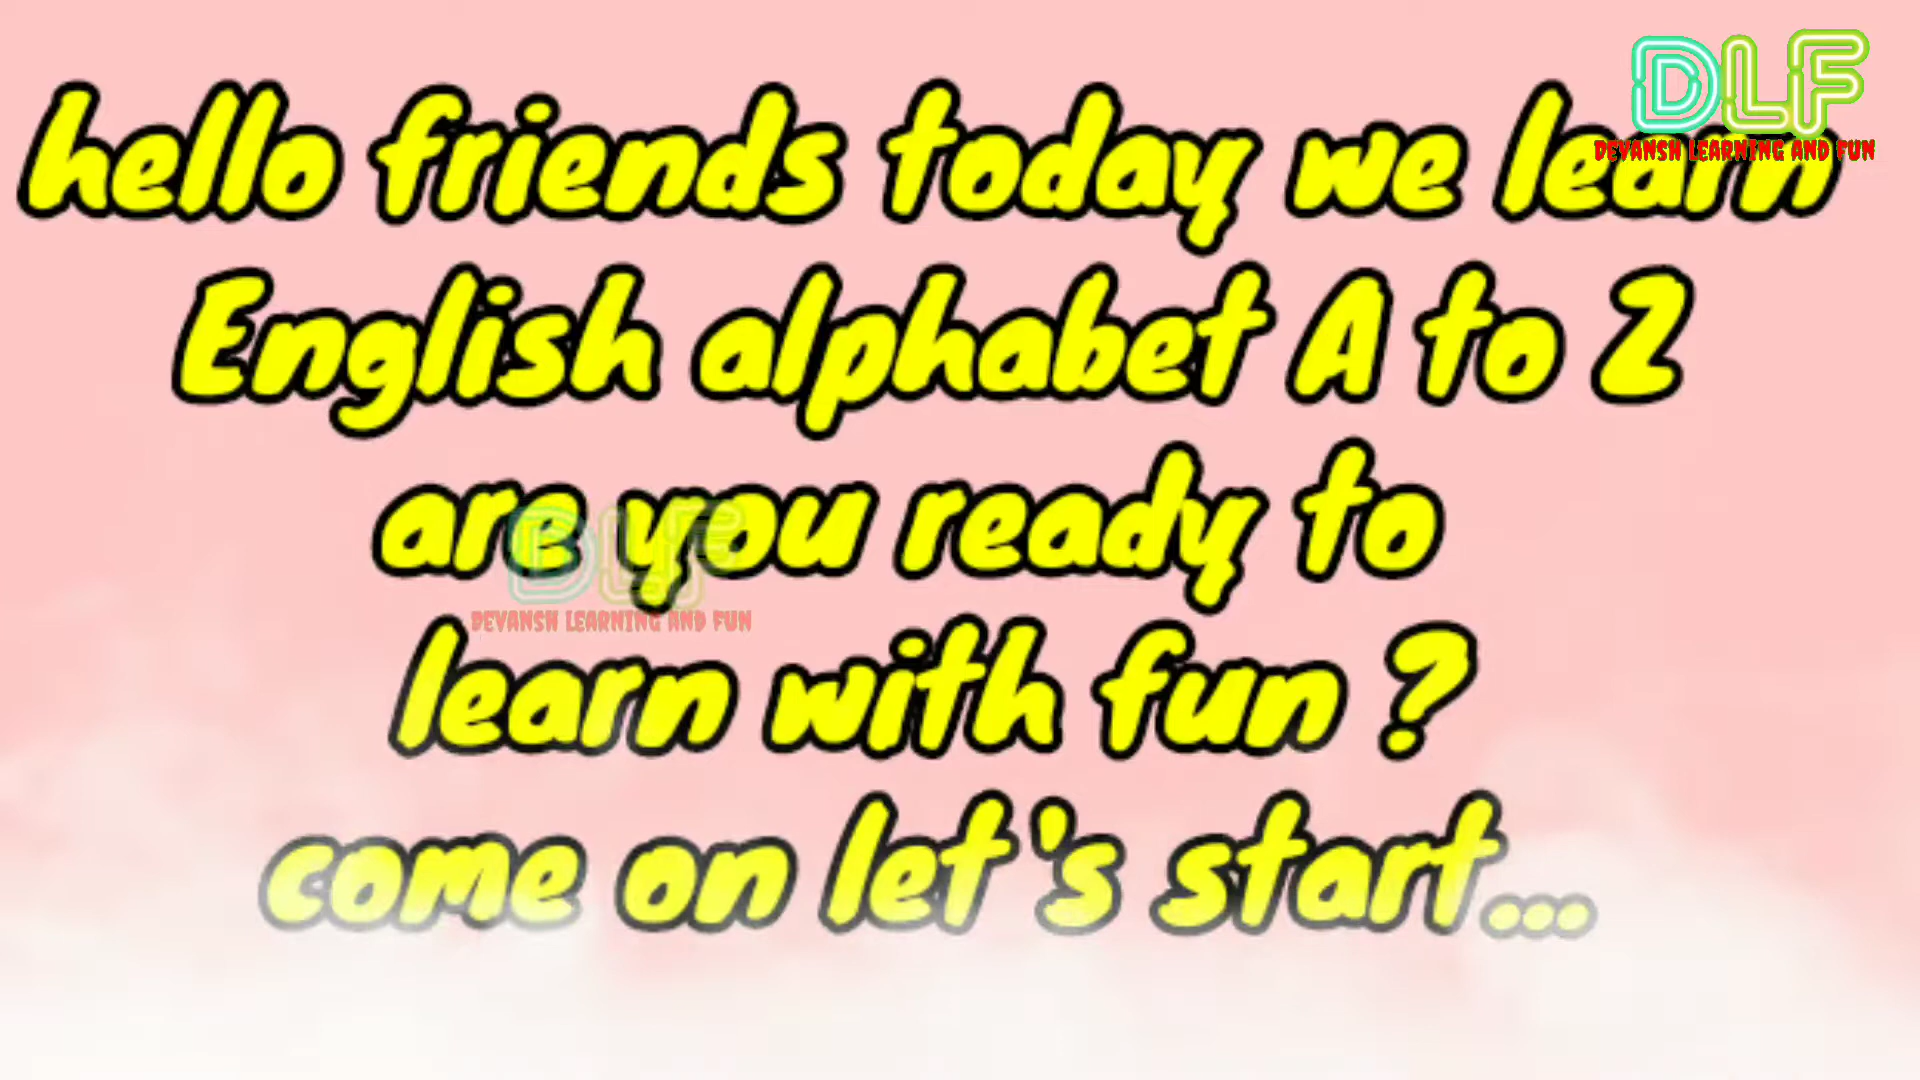 DLF
DEVANSH LEARNING AND FUN
hello friends today we learn
English alphabet A to Z
are you ready to
DLF
DEVANSH LEARNING AND FUN
learn with fun ?
come on let's start...